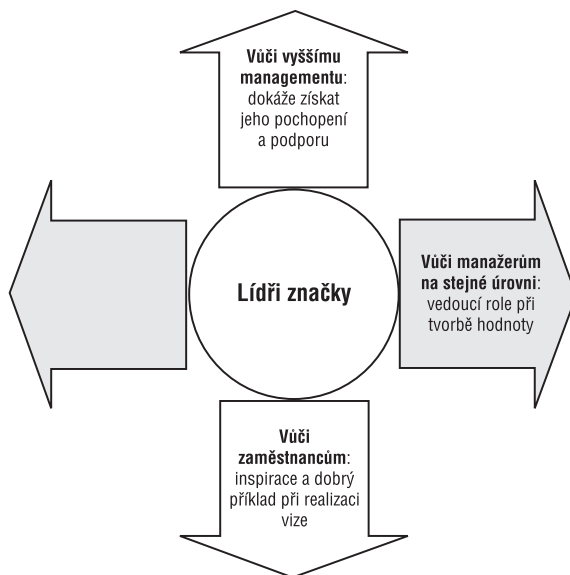 Vůči vyššímu
managementu:
dokáže získat
jeho pochopení
a podporu
Lídři značky
Vůči manažerům
na stejné úrovni:
vedoucí role při
tvorbě hodnoty
Vůči
zaměstnancům:
inspirace a dobrý
příklad při realizaci
vize